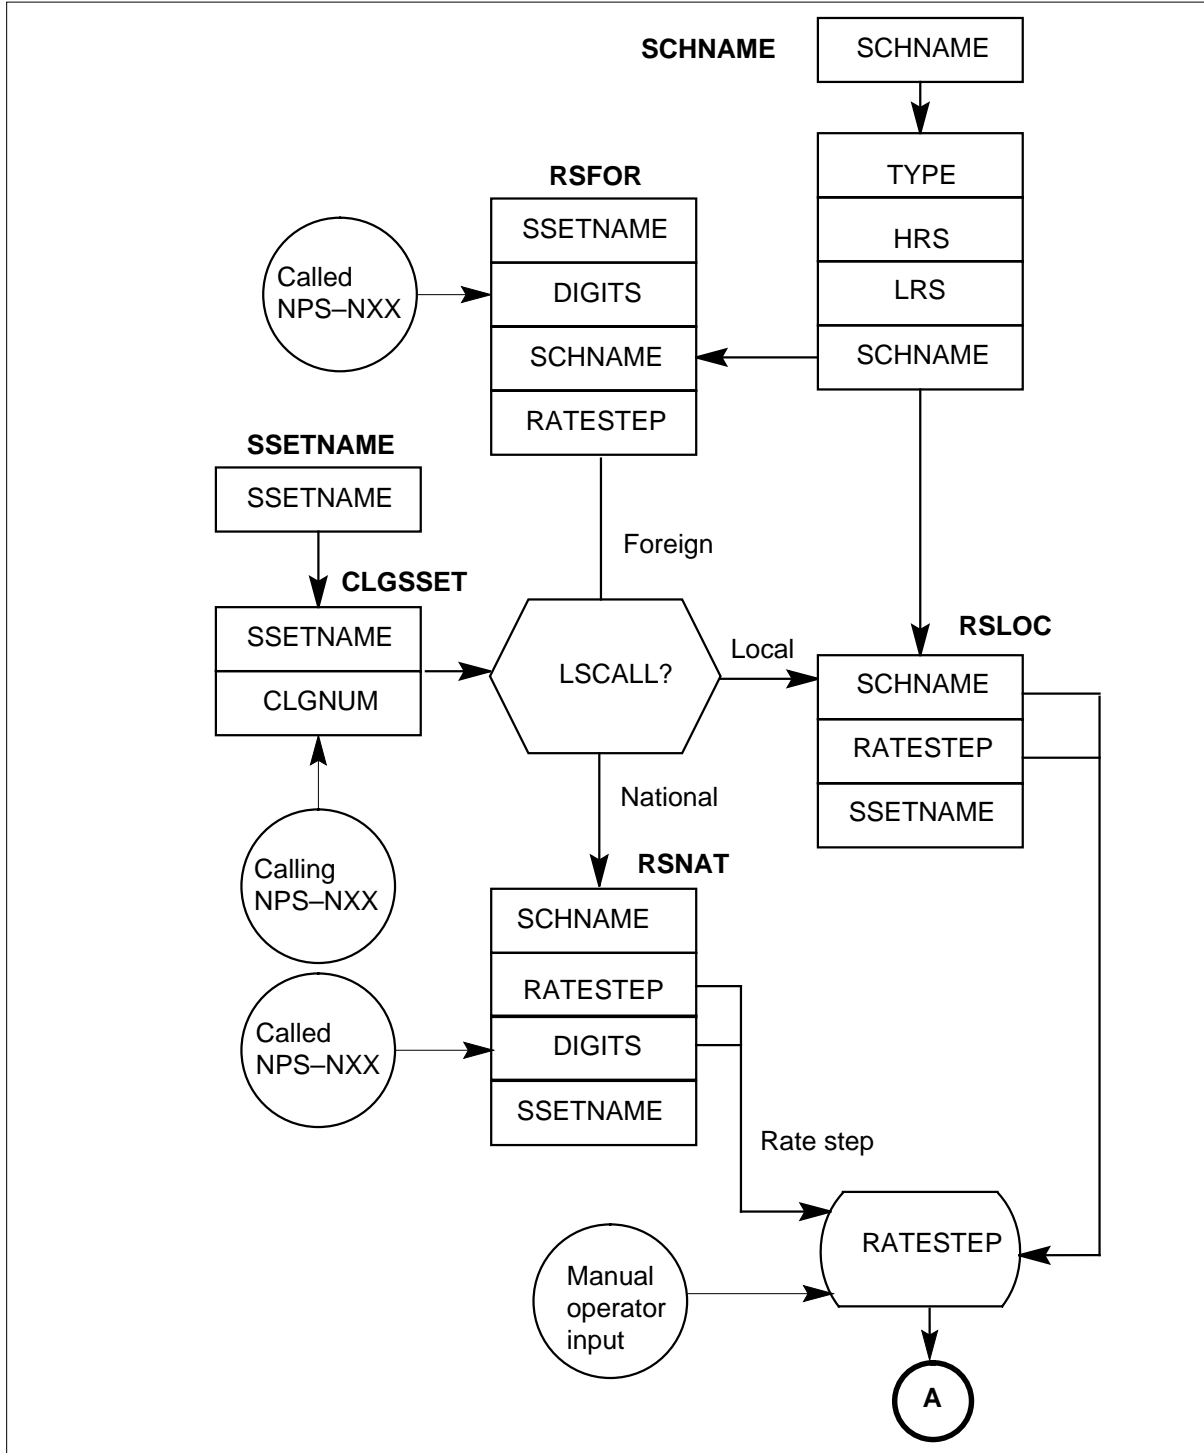 SCHNAME
SCHNAME
TYPE
HRS
LRS
SCHNAME
RSFOR
SSETNAME
DIGITS
SCHNAME
RATESTEP
Called
NPS–NXX
SSETNAME
SSETNAME
Foreign
CLGSSET
SSETNAME
CLGNUM
LSCALL?
Local
RSLOC
SCHNAME
RATESTEP
SSETNAME
National
Calling
NPS–NXX
RSNAT
SCHNAME
RATESTEP
DIGITS
SSETNAME
Called
NPS–NXX
Rate step
RATESTEP
Manual
operator
input
A